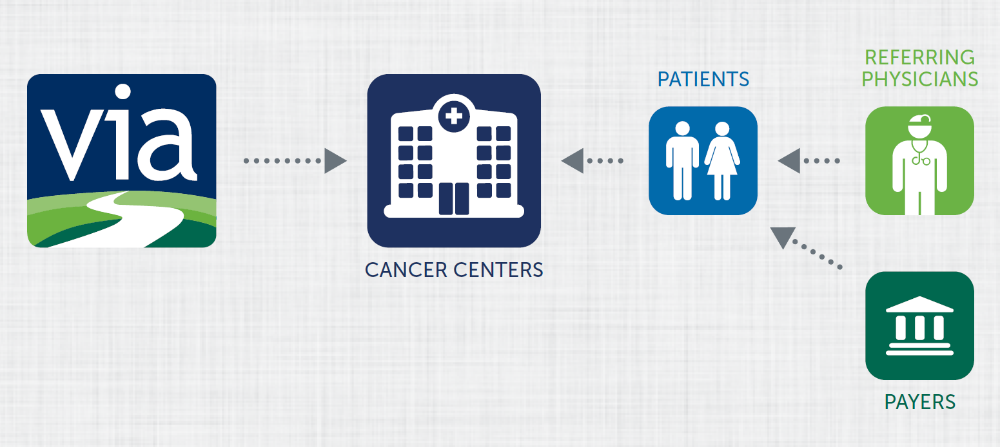 via
CANCER CENTERS
PATIENTS
REFERRING
PHYSICIANS
PAYERS